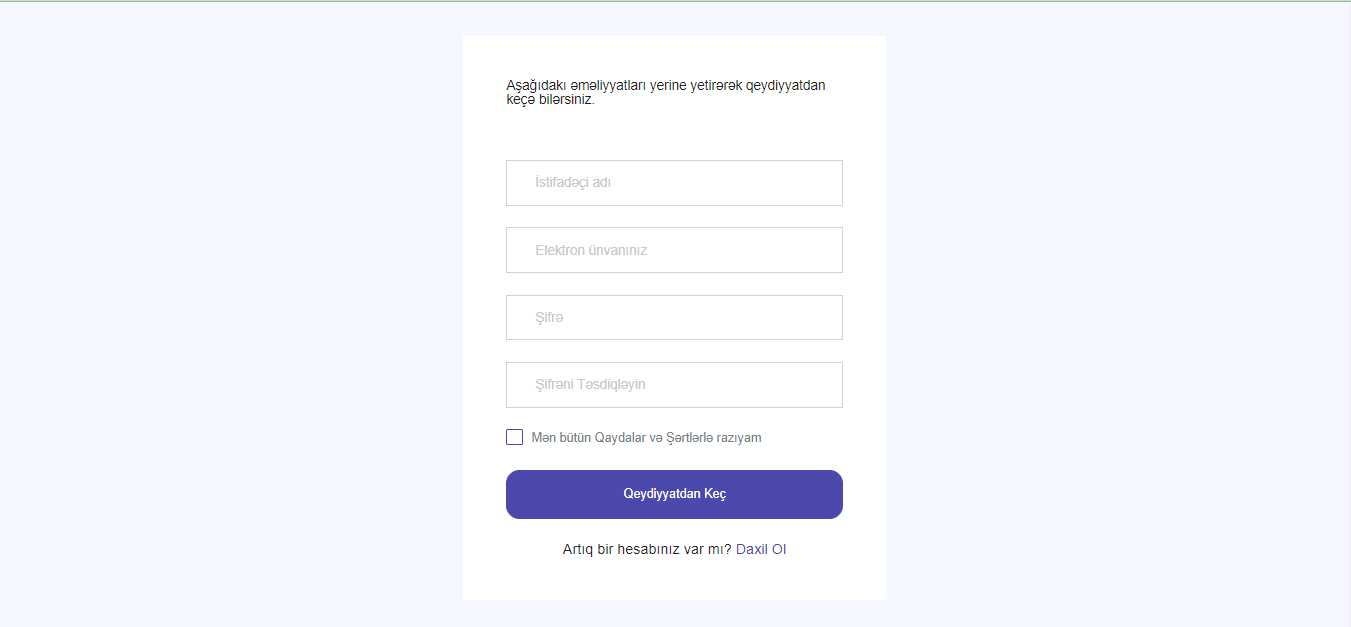 Aşağıdakı əməliyyatları yerinə yetirərək qeydiyyatdan
keçə bilərsiniz.
İstifadəçi adı
Elektron ünvanınız
Şifrə
Şifrəni Təsdiqləyin
Mən bütün Qaydalar və Şərtlərlə razıyam
Qeydiyyatdan Keç
Artıq bir hesabınız var mı? Daxil Ol